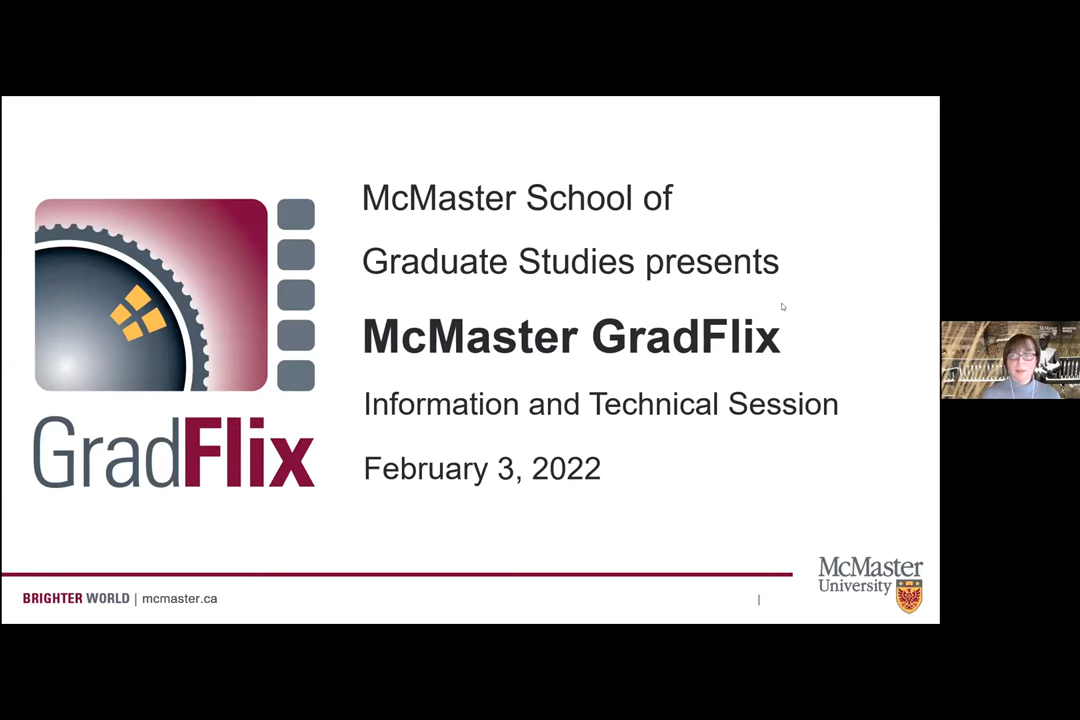 McMaster School of
Graduate Studies presents
McMaster GradFlix
Information and Technical Session
February 3, 2022
GradFlix
BRIGHTER WORLD | mcmaster.ca
McMaster
University